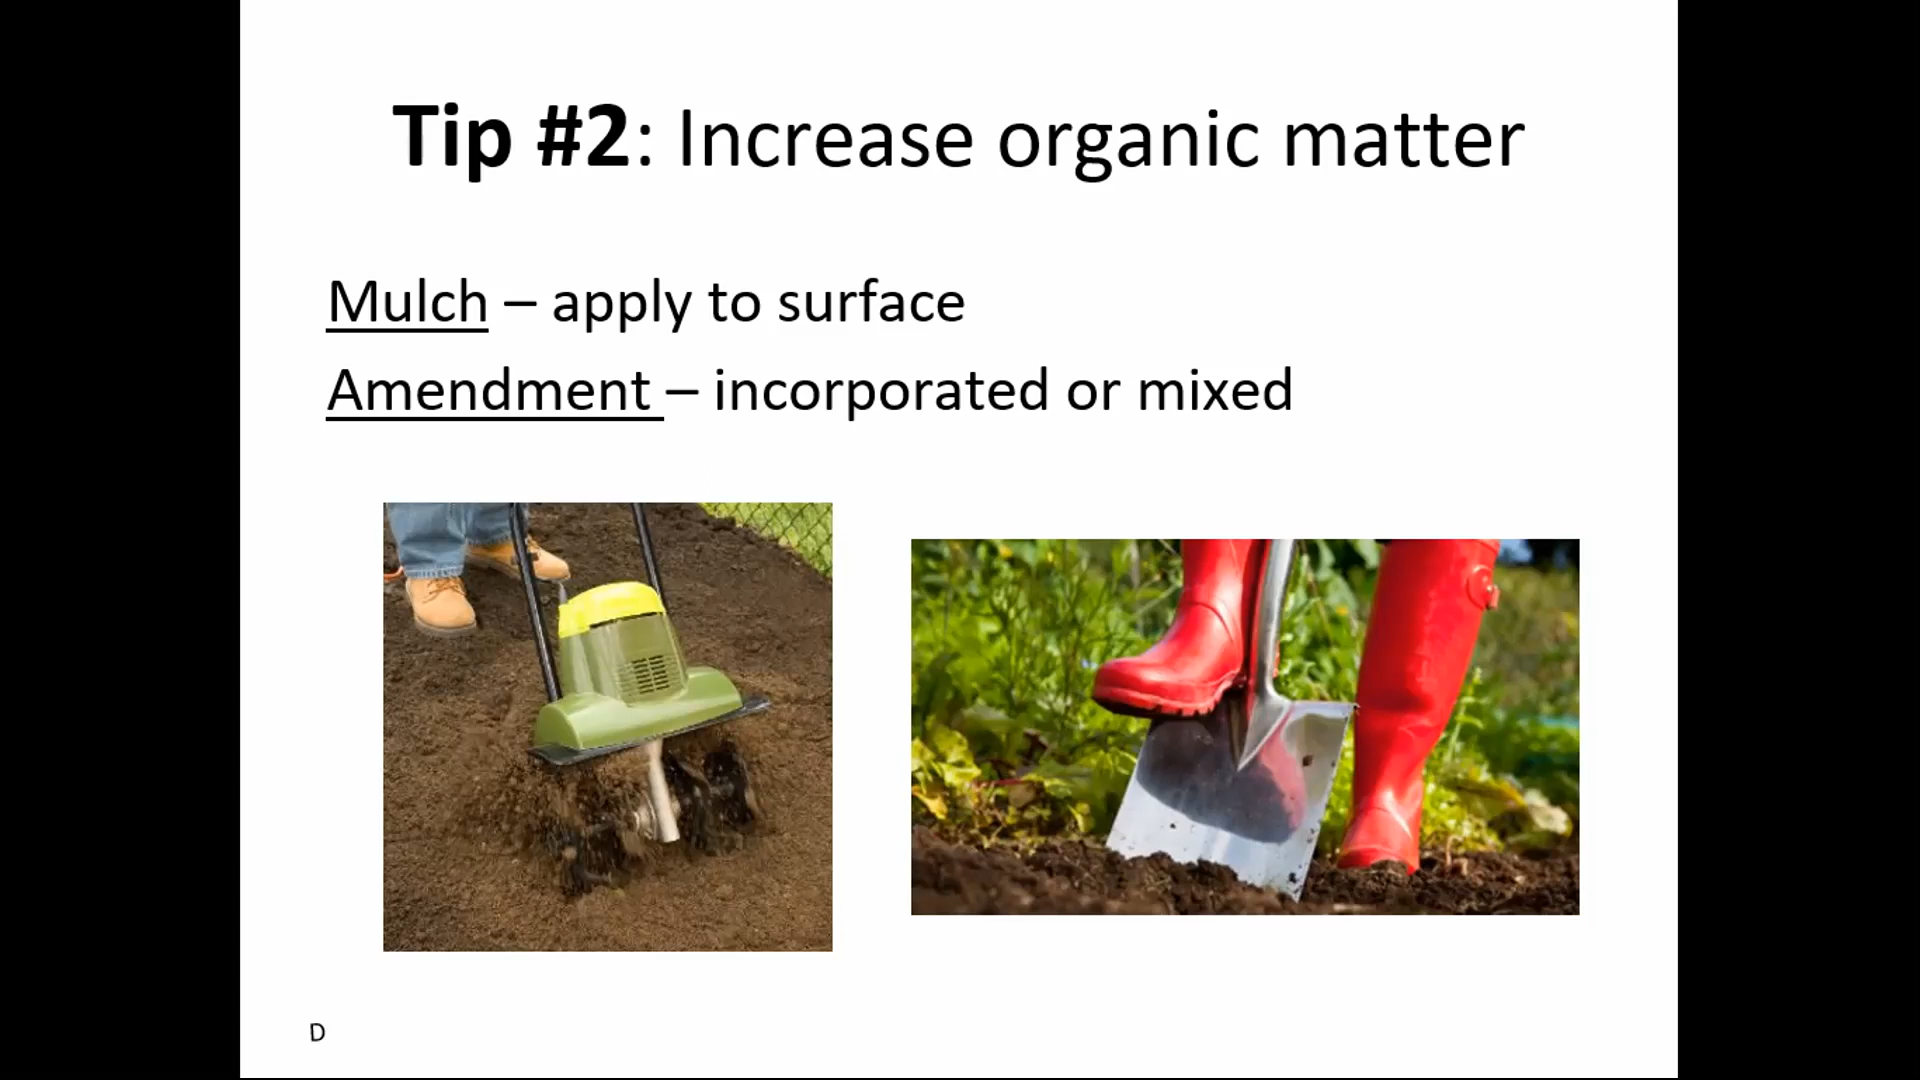 Tip #2: Increase organic matter
Mulch – apply to surface
Amendment – incorporated or mixed
D